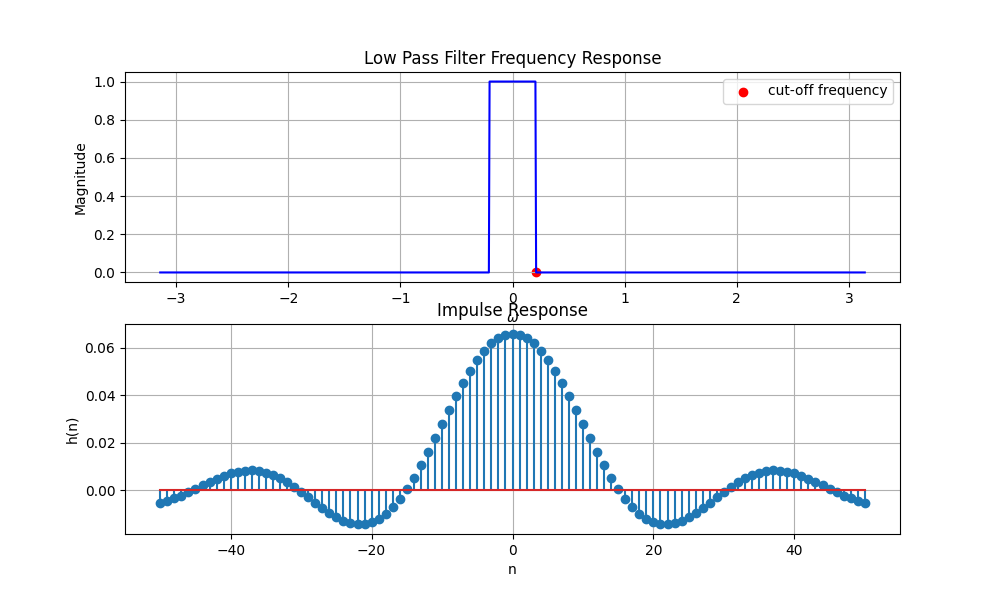 Low Pass Filter Frequency Response
1.0
0.8
0.6
0.4
0.2
0.0
Magnitude
cut-off frequency
−3 −2 −1 0 1 2 3
ω
Impulse Response
0.06
0.04
0.02
0.00
h(n)
−40 −20 0 20 40
n